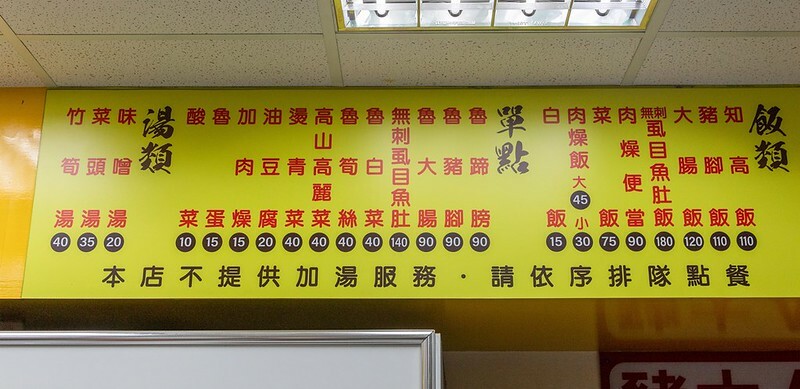 飯類
知高飯 110
豬腳飯 110
大腸飯 120
無刺虱目魚肚飯 180
肉燥便當 90
菜飯 75
肉燥飯 大 45 小 30
白飯 15
單點
魯蹄膀 90
魯豬腳 90
魯大腸 90
無刺虱目魚肚 140
魯白菜 40
魯筍絲 40
高山高麗菜 40
燙青菜 40
油豆腐 20
加肉燥 15
魯蛋 15
酸菜 10
湯類
味噌湯 20
菜頭湯 35
竹筍湯 40
本店不提供加湯服務・請依序排隊點餐